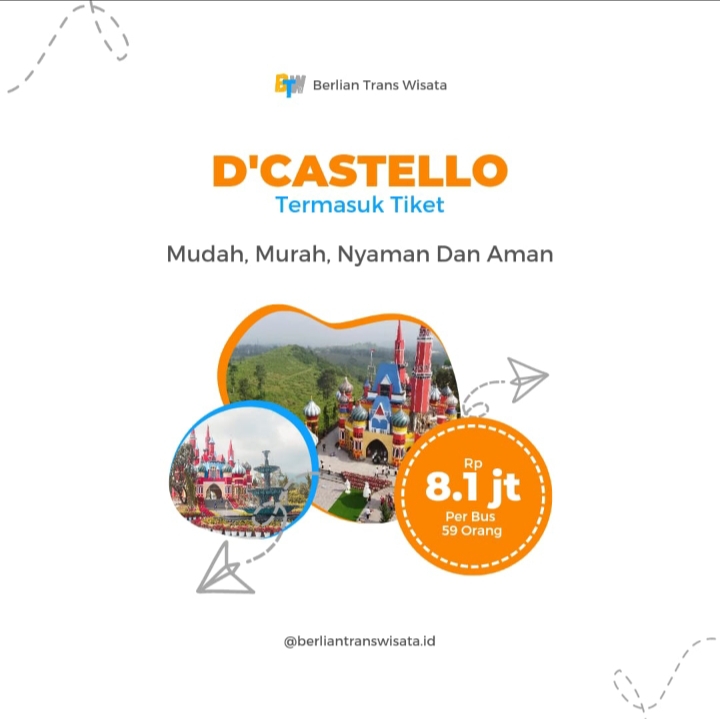 BTW Berlian Trans Wisata
D'CASTELLO
Termasuk Tiket
Mudah, Murah, Nyaman Dan Aman
Rp
8.1 jt
Per Bus
59 Orang
@berliantranswisata.id